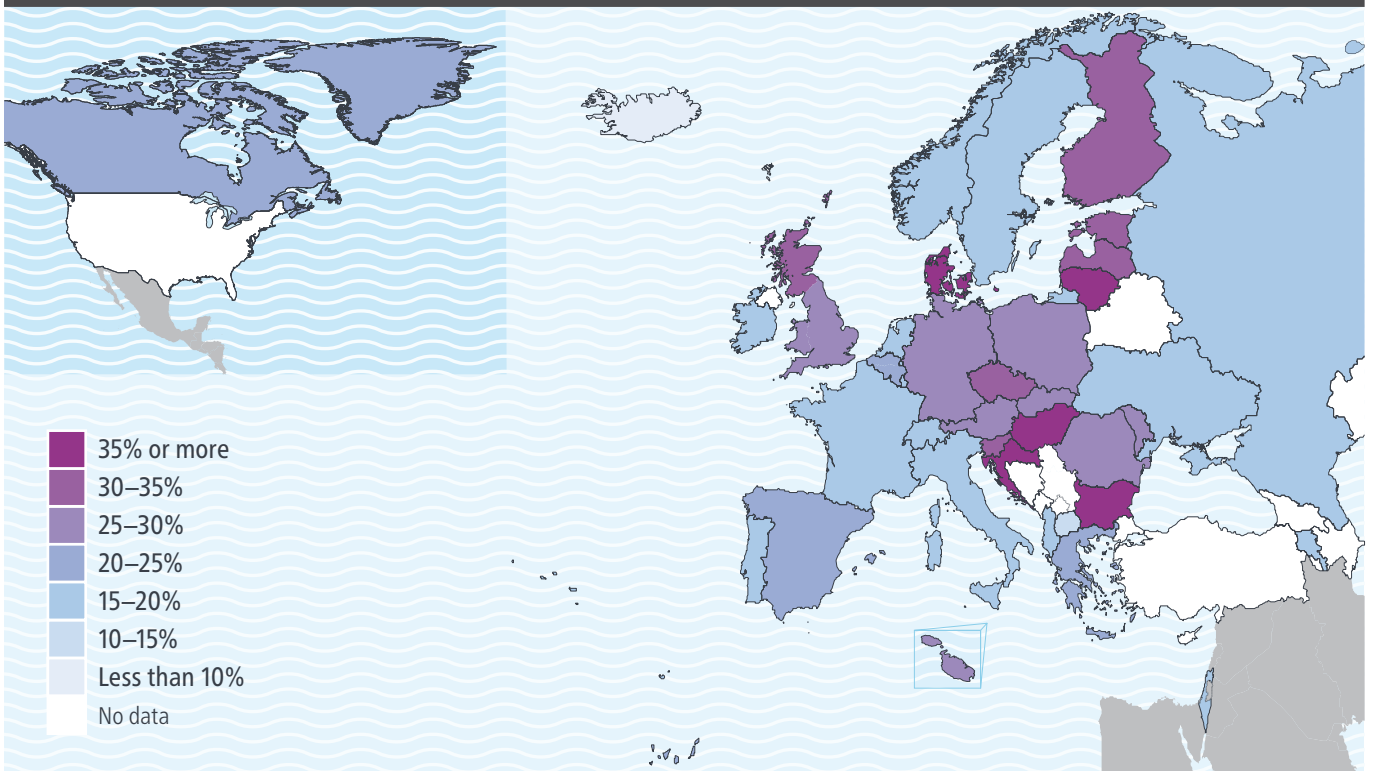 35% or more
30–35%
25–30%
20–25%
15–20%
10–15%
Less than 10%
No data